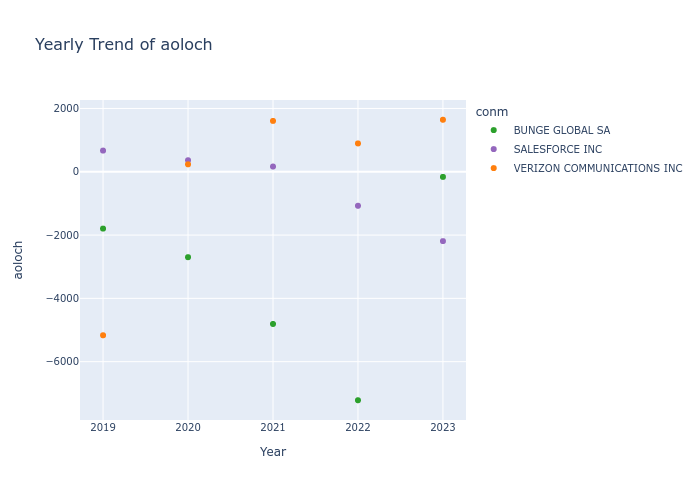 Yearly Trend of aoloch
conm
BUNGE GLOBAL SA
SALESFORCE INC
VERIZON COMMUNICATIONS INC
2000
0
−2000
−4000
−6000
aoloch
2019 2020 2021 2022 2023
Year